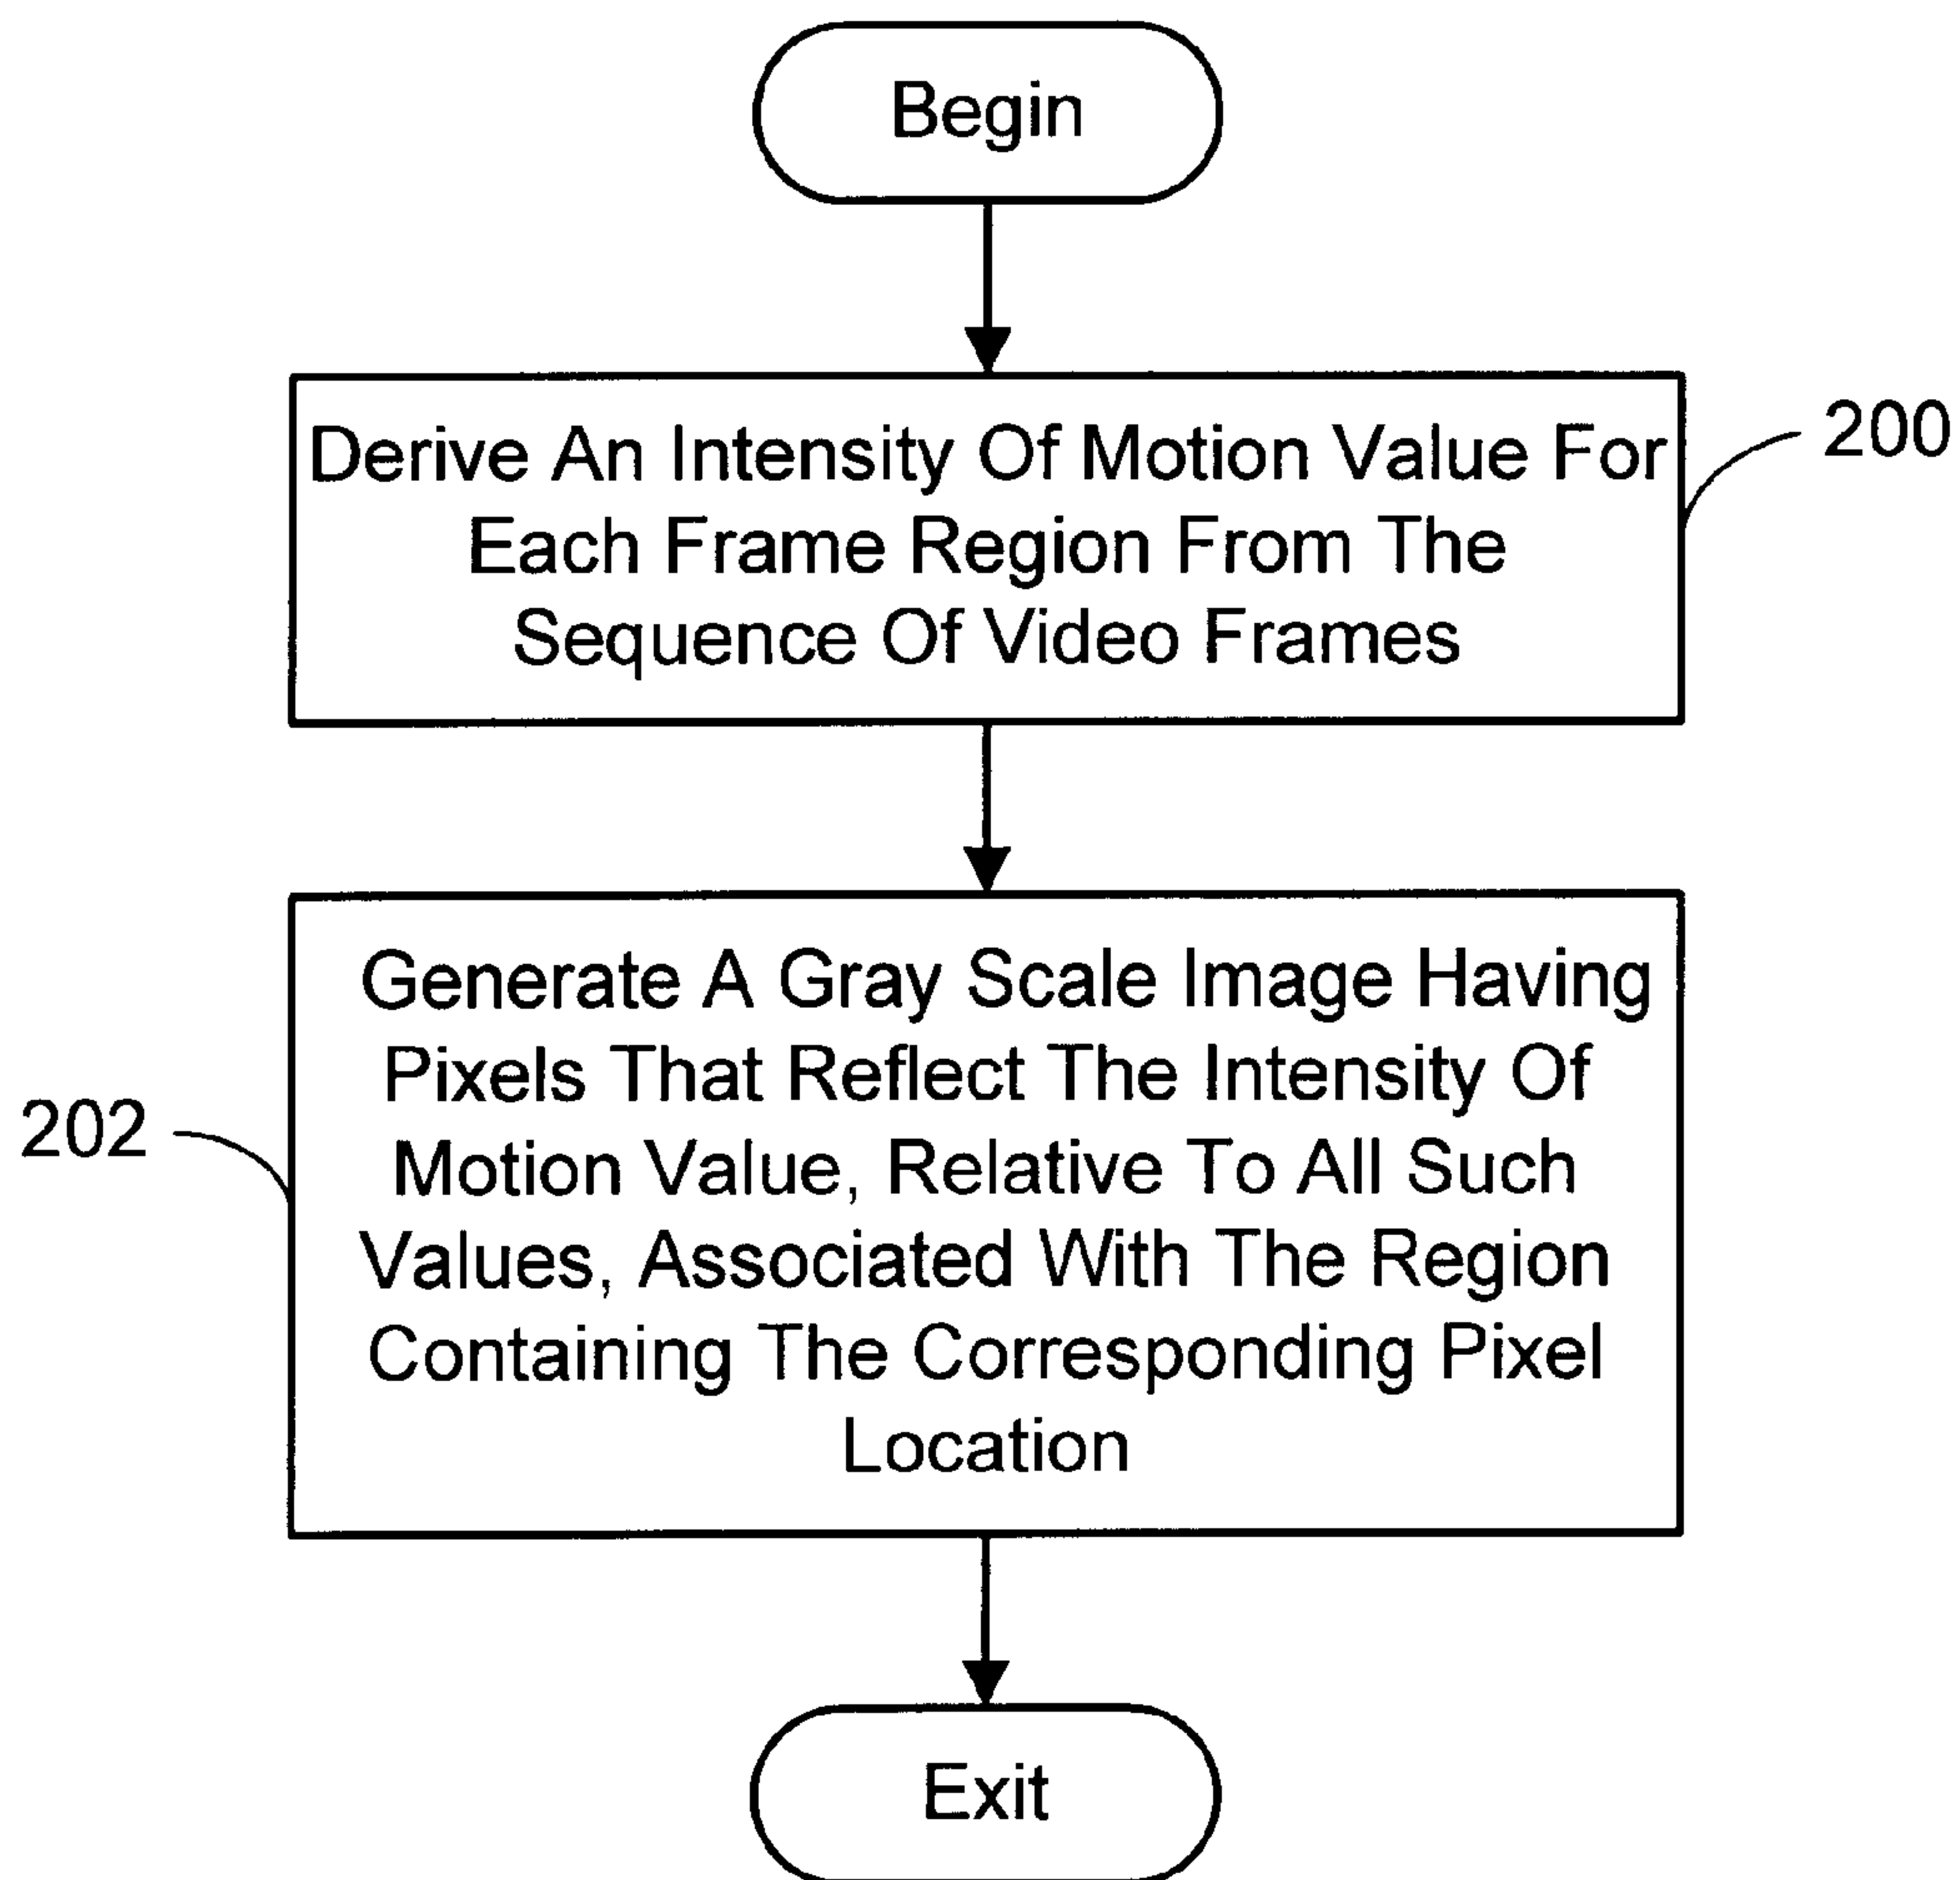 Begin
Derive An Intensity Of Motion Value For
Each Frame Region From The
Sequence Of Video Frames
200
Generate A Gray Scale Image Having
Pixels That Reflect The Intensity Of
Motion Value, Relative To All Such
Values, Associated With The Region
Containing The Corresponding Pixel
Location
202
Exit